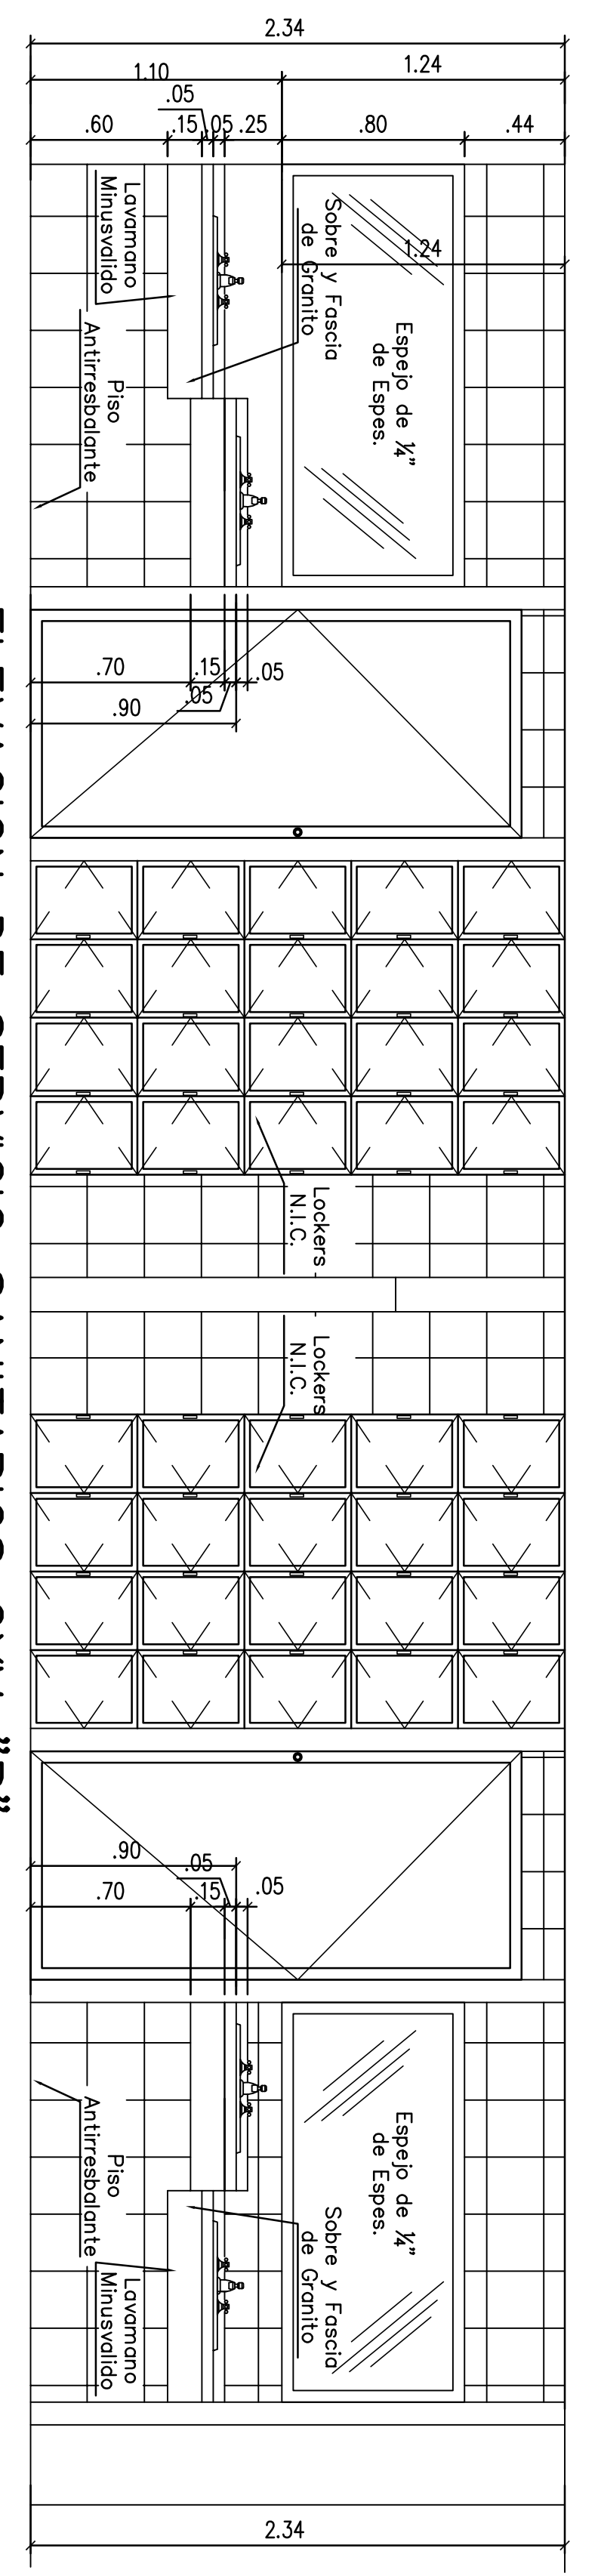 2.34
1.10
1.24
.05
.60
.15
.05
.25
.80
.44
1.24
Lavamano
Minusvalido
Sobre y Fascia
de Granito
Espejo de ¼"
de Espes.
Piso
Antirresbalante
.70
.15
.05
.05
.90
Lockers
N.I.C.
Lockers
N.I.C.
.90
.05
.70
.15
.05
Espejo de ¼"
de Espes.
Piso
Antirresbalante
Sobre y Fascia
de Granito
Lavamano
Minusvalido
2.34